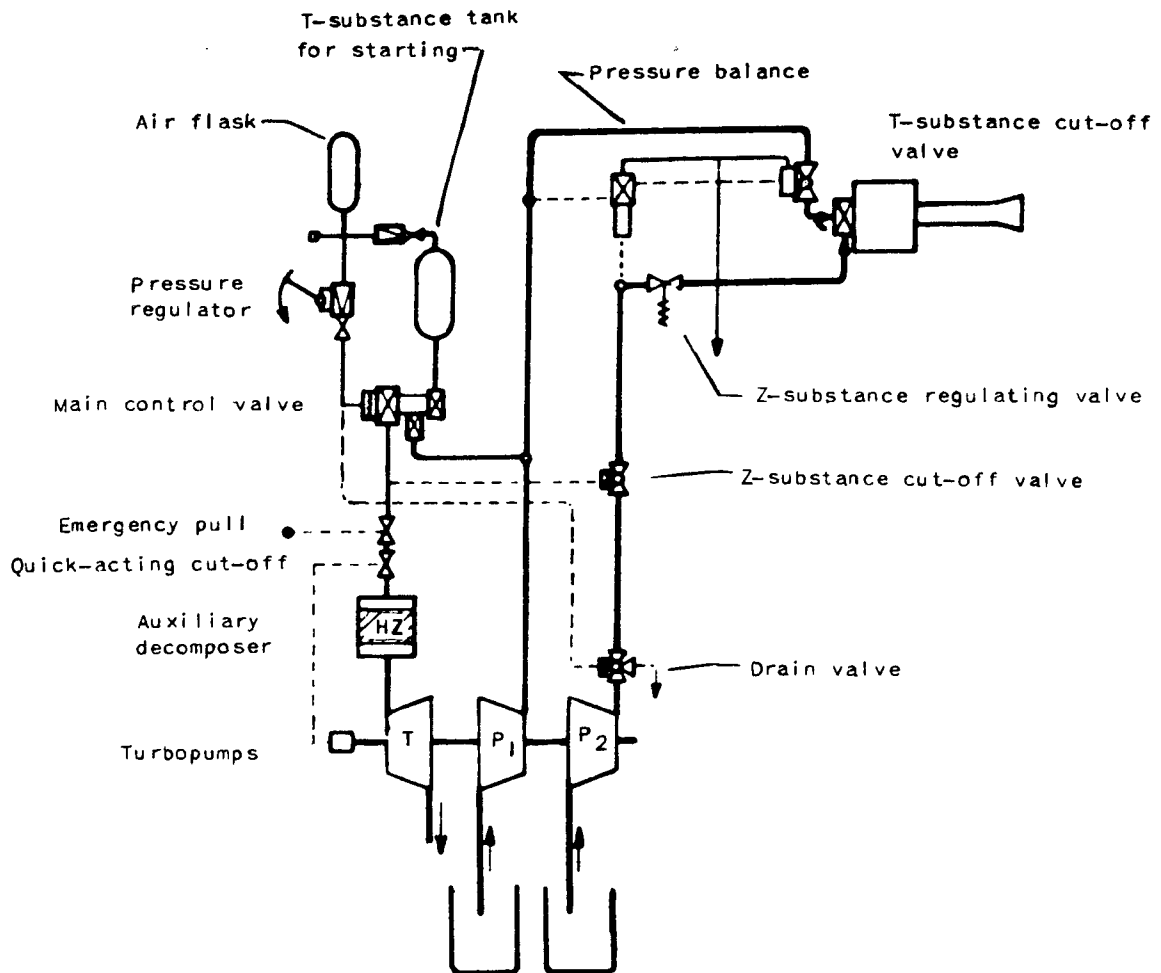 T-substance tank
for starting
Pressure balance
Air flask
T-substance cut-off
valve
Pressure
regulator
Main control valve
Z-substance regulating valve
Z-substance cut-off valve
Emergency pull
Quick-acting cut-off
Auxiliary
decomposer
HZ
Drain valve
Turbopumps
T
P1
P2